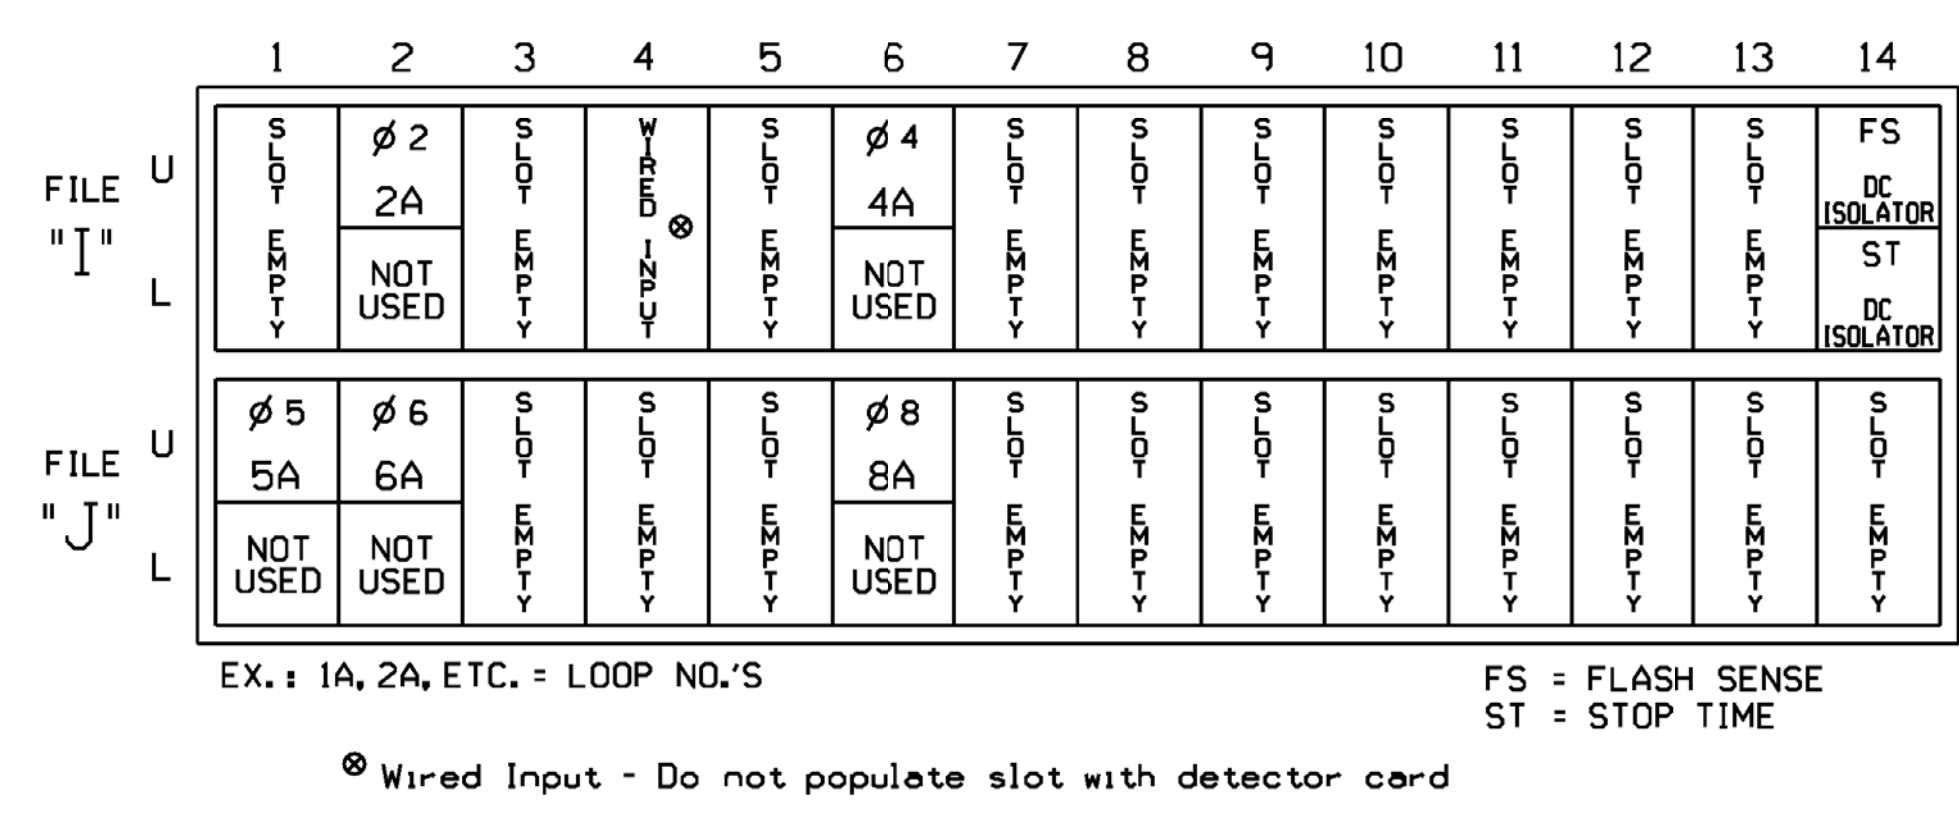 1 2 3 4 5 6 7 8 9 10 11 12 13 14
FILE "I"
U
L
SLOT EMPTY
Ø 2
2A
NOT USED
SLOT EMPTY
WIRED INPUT ⊗
SLOT EMPTY
Ø 4
4A
NOT USED
SLOT EMPTY
SLOT EMPTY
SLOT EMPTY
SLOT EMPTY
SLOT EMPTY
SLOT EMPTY
SLOT EMPTY
FS
DC ISOLATOR
ST
DC ISOLATOR
FILE "J"
U
L
Ø 5
5A
NOT USED
Ø 6
6A
NOT USED
SLOT EMPTY
SLOT EMPTY
SLOT EMPTY
Ø 8
8A
NOT USED
SLOT EMPTY
SLOT EMPTY
SLOT EMPTY
SLOT EMPTY
SLOT EMPTY
SLOT EMPTY
SLOT EMPTY
SLOT EMPTY
EX.: 1A, 2A, ETC. = LOOP NO.'S
FS = FLASH SENSE
ST = STOP TIME
⊗ Wired Input - Do not populate slot with detector card